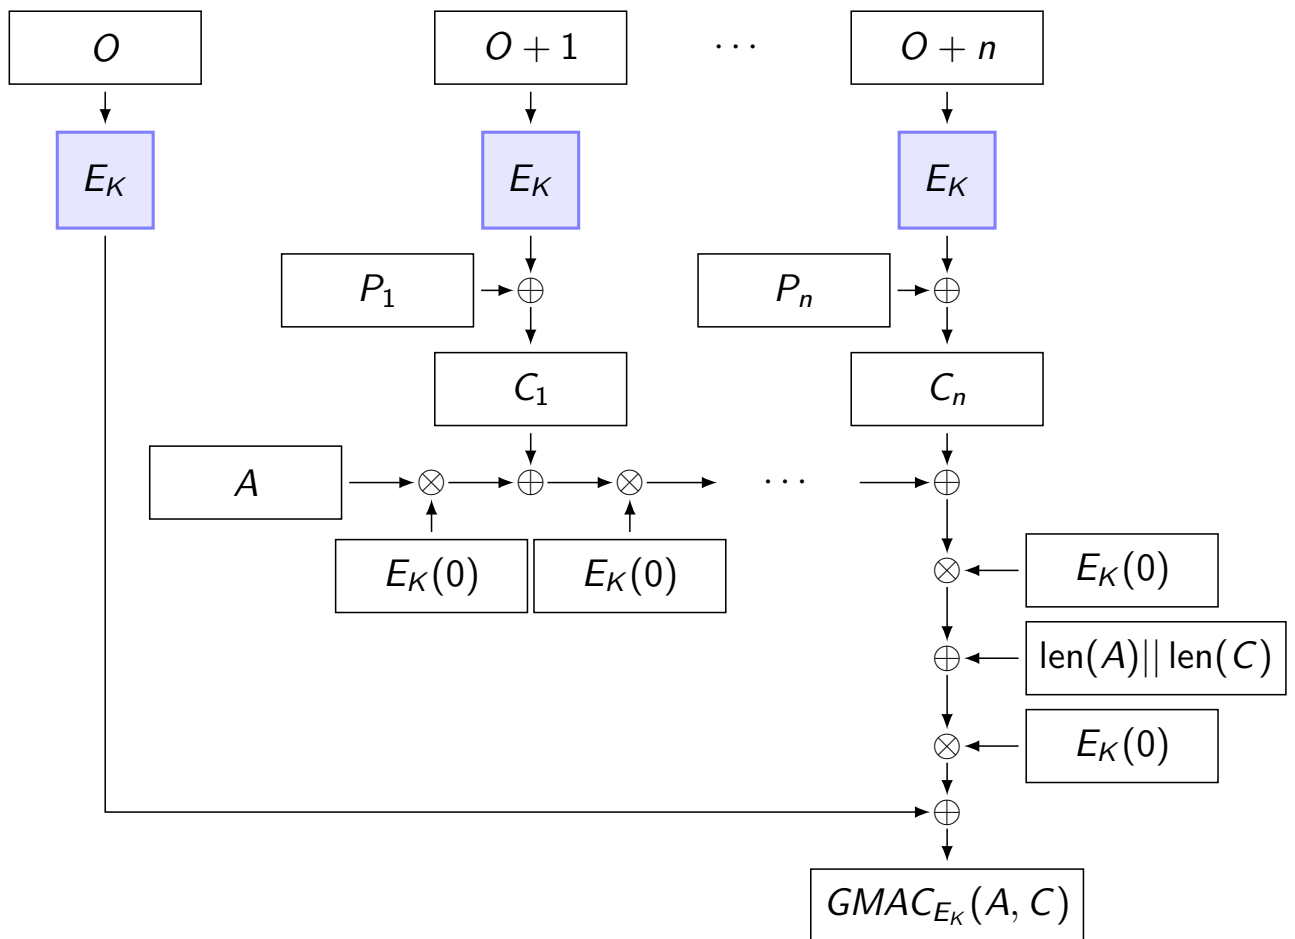 O
O + 1
· · ·
O + n
E_K
E_K
E_K
P_1
P_n
C_1
C_n
A
· · ·
E_K(0)
E_K(0)
E_K(0)
len(A)|| len(C)
E_K(0)
GMAC_{E_K}(A, C)